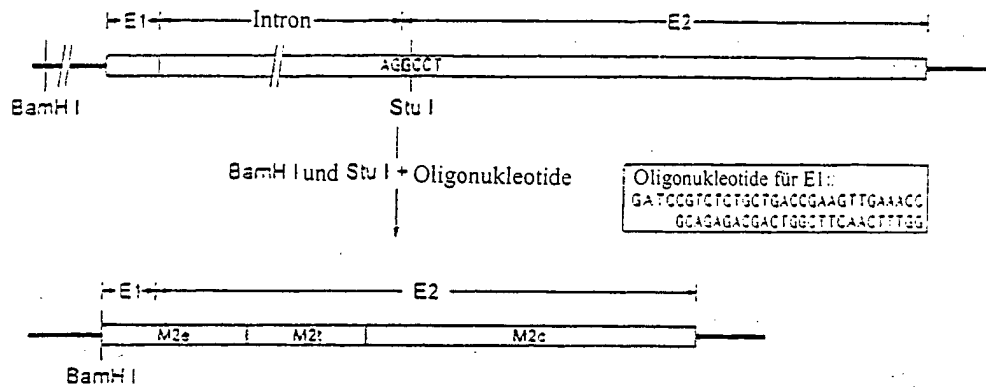 E1 Intron E2
AGGCCT
BamH I Stu I
BamH I und Stu I + Oligonukleotide
Oligonukleotide für E1:
GATCCGTCTCTGCTGACCGAAGTTGAAACC
GCAGAGACGACTGGCTTCAACTTTGG
E1 E2
M2e M2t M2c
BamH I